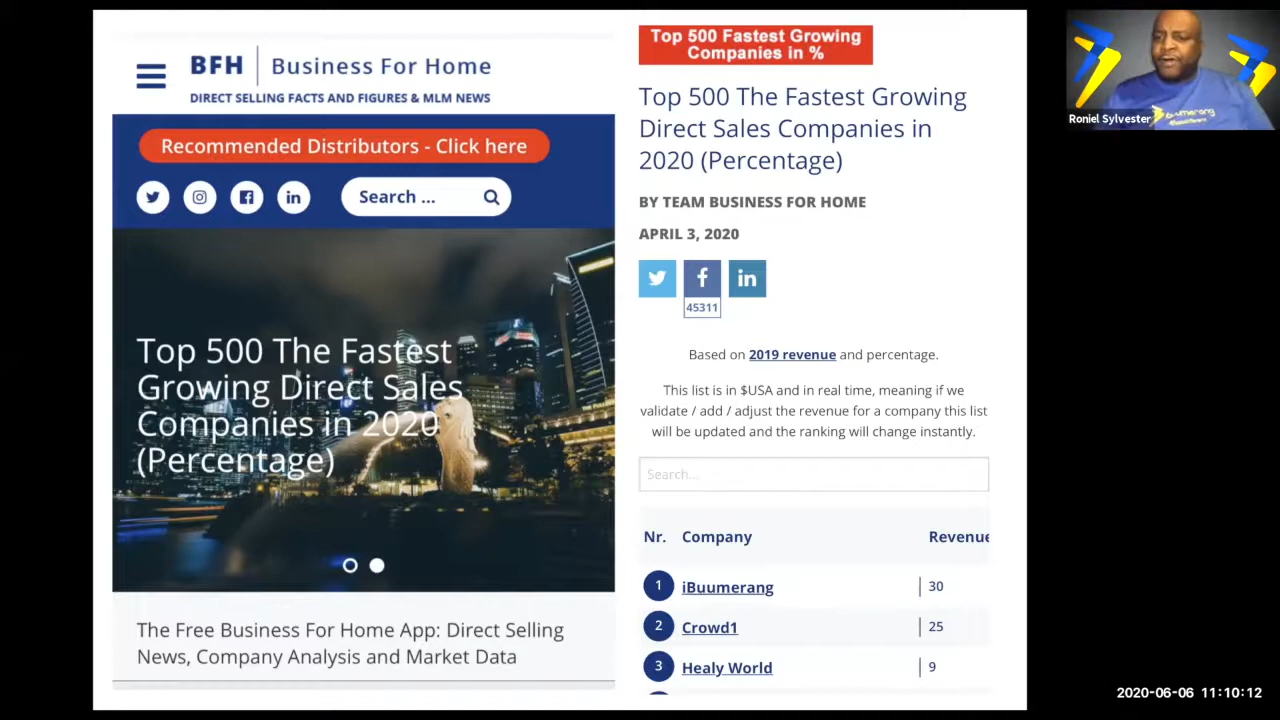 BFH Business For Home
DIRECT SELLING FACTS AND FIGURES & MLM NEWS
Recommended Distributors - Click here
Search ...
Top 500 The Fastest
Growing Direct Sales
Companies in 2020
(Percentage)
The Free Business For Home App: Direct Selling
News, Company Analysis and Market Data
Top 500 Fastest Growing
Companies in %
Top 500 The Fastest Growing
Direct Sales Companies in
2020 (Percentage)
BY TEAM BUSINESS FOR HOME
APRIL 3, 2020
45311
Based on 2019 revenue and percentage.
This list is in $USA and in real time, meaning if we
validate / add / adjust the revenue for a company this list
will be updated and the ranking will change instantly.
Search...
Nr. Company Revenue
1 iBuumerang 30
2 Crowd1 25
3 Healy World 9
Roniel Sylvester
2020-06-06 11:10:12